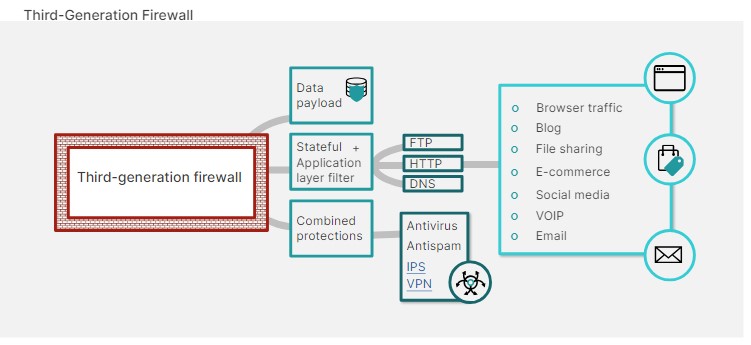 Third-Generation Firewall
Third-generation firewall
Data
payload
Stateful +
Application
layer filter
Combined
protections
FTP
HTTP
DNS
Antivirus
Antispam
IPS
VPN
o Browser traffic
o Blog
o File sharing
o E-commerce
o Social media
o VOIP
o Email